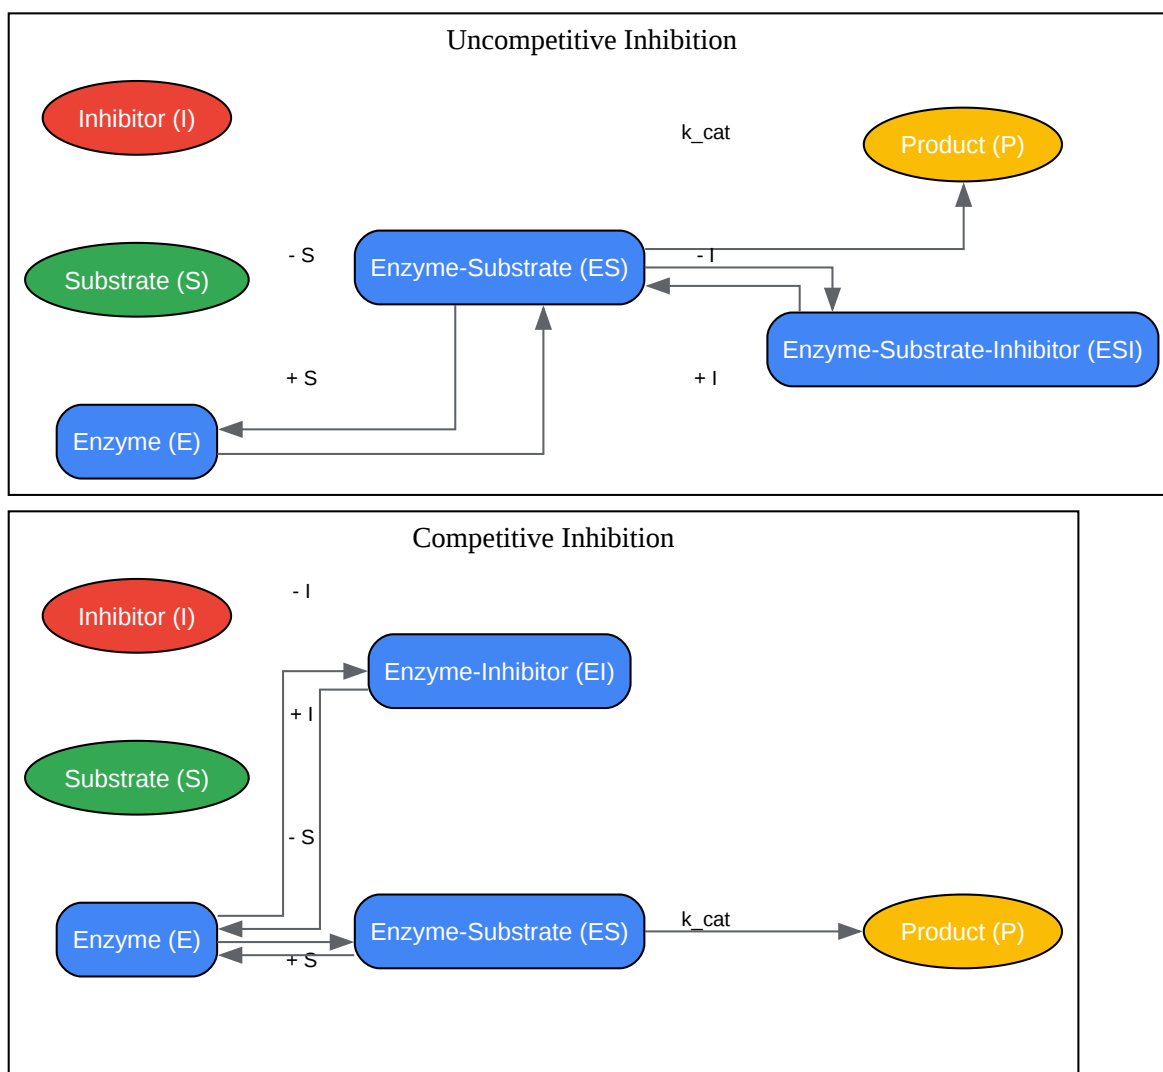 Uncompetitive Inhibition
Inhibitor (I)
k_cat
Product (P)
Substrate (S)
- S
Enzyme-Substrate (ES)
- I
Enzyme-Substrate-Inhibitor (ESI)
+ S
+ I
Enzyme (E)
Competitive Inhibition
- I
Inhibitor (I)
Enzyme-Inhibitor (EI)
+ I
Substrate (S)
- S
Enzyme (E)
Enzyme-Substrate (ES)
k_cat
Product (P)
+ S